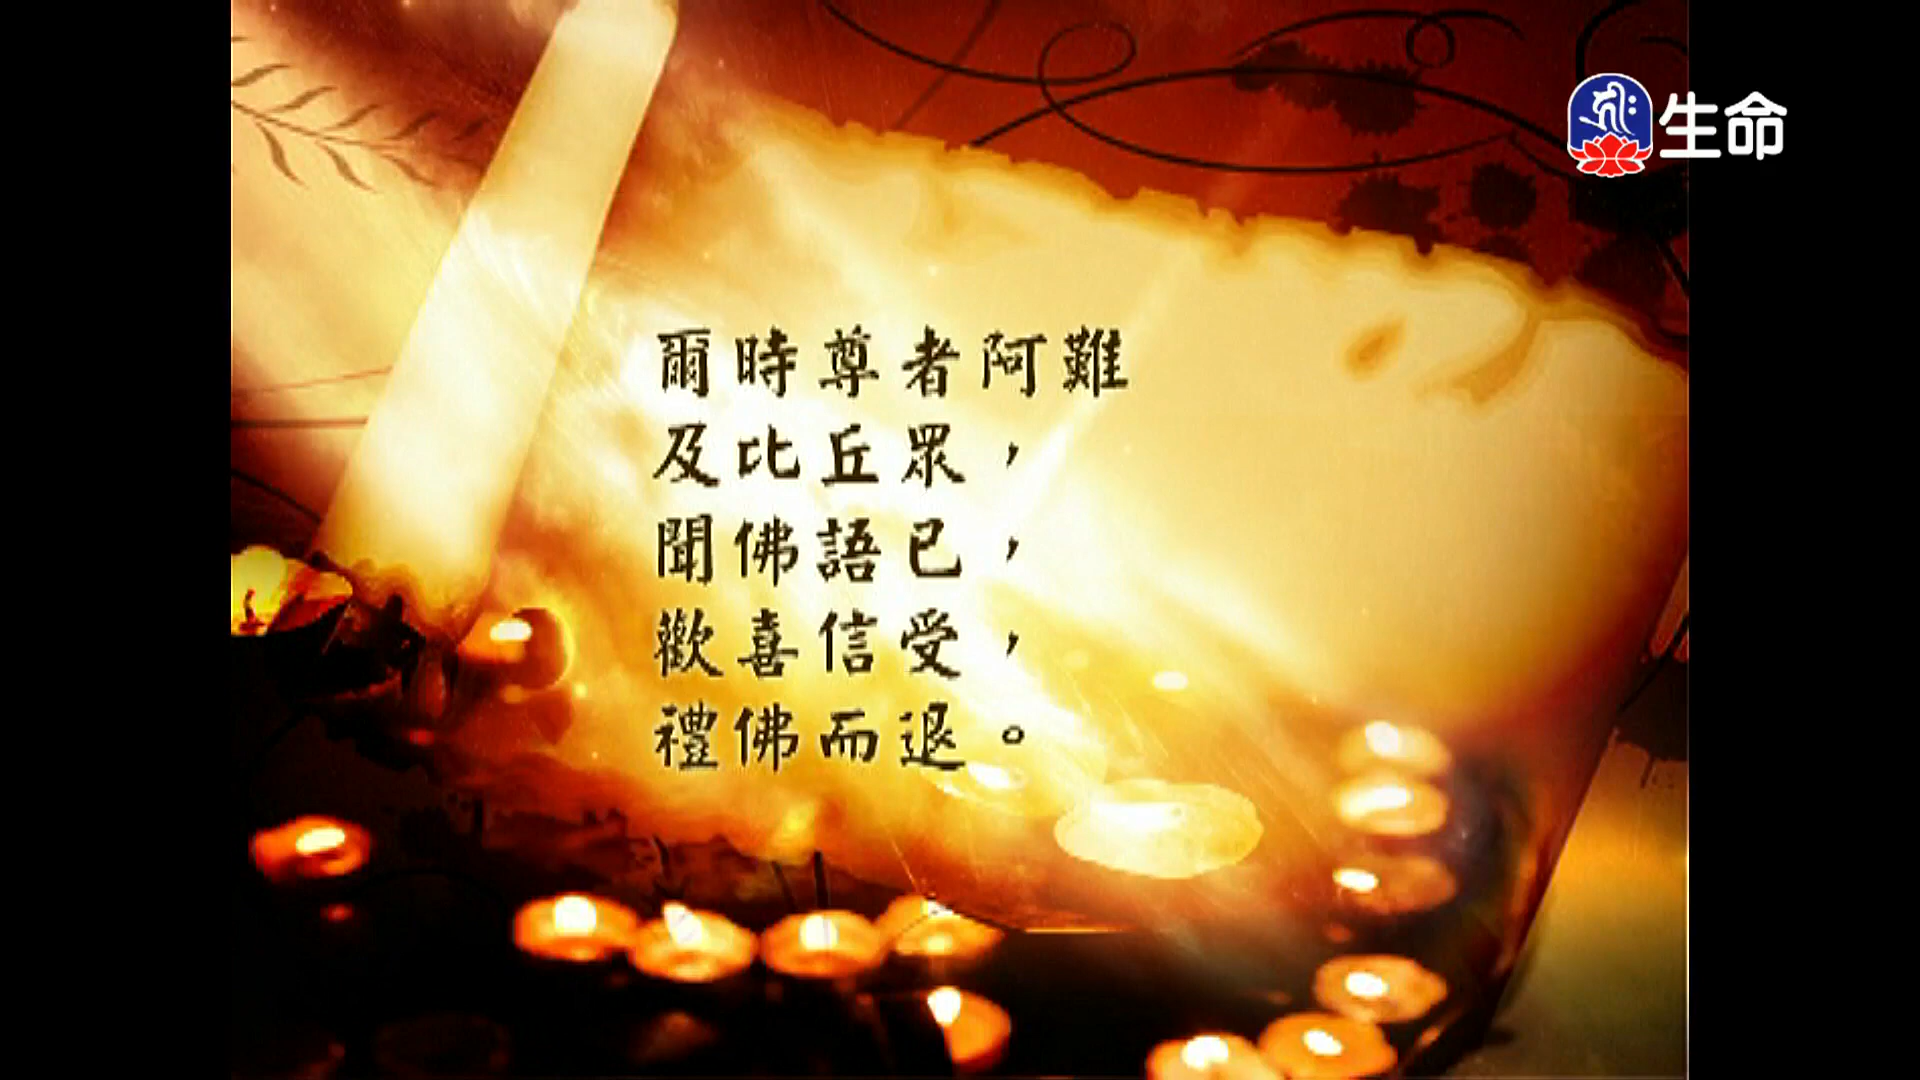 生命
爾時尊者阿難
及比丘眾，
聞佛語已，
歡喜信受，
禮佛而退。